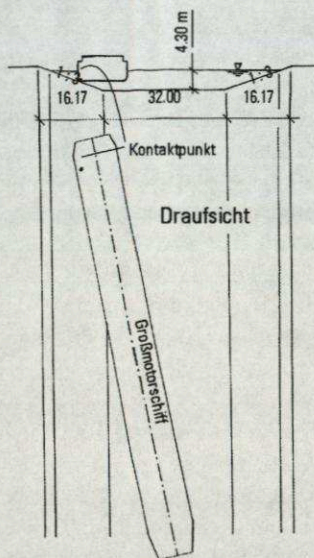 4.30 m
1:3
1:3
16.17
32.00
16.17
Kontaktpunkt
Draufsicht
Großmotorschiff